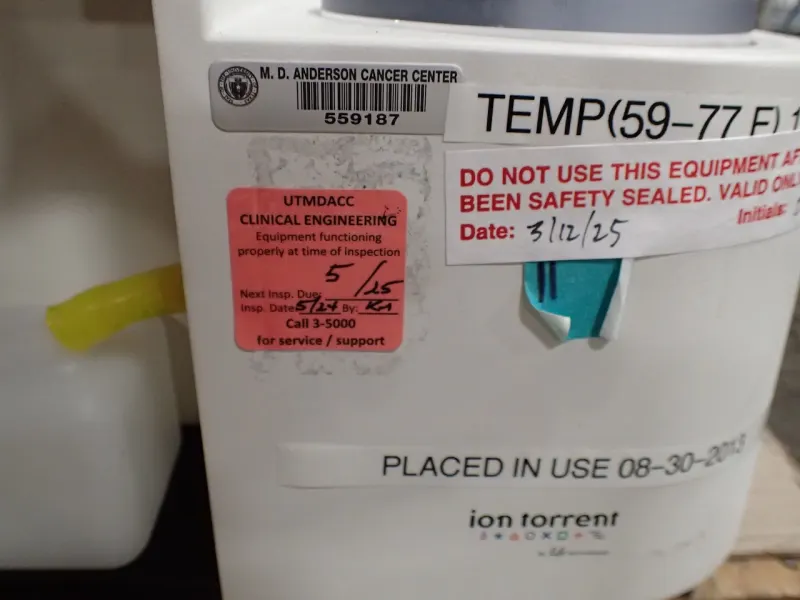 M. D. ANDERSON CANCER CENTER
559187
TEMP(59-77 F)
DO NOT USE THIS EQUIPMENT
BEEN SAFETY SEALED. VALID
Date: 3/12/25 Initials:
UTMDACC
CLINICAL ENGINEERING
Equipment functioning
properly at time of inspection
Next Insp. Due: 5/25
Insp. Date: 5/24 By:
Call 3-5000
for service / support
PLACED IN USE 08-30-2013
ion torrent